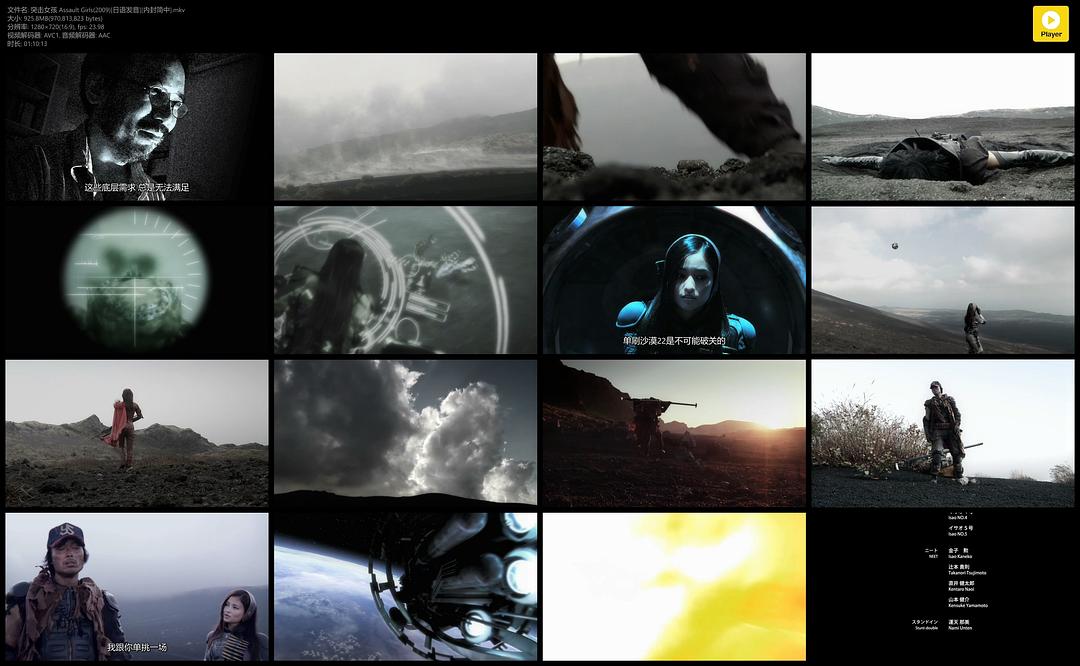 文件名: 突击女孩 Assault Girls(2009)[日语发音][内封简中].mkv
大小: 925.8MB(970,813,823 bytes)
分辨率: 1280×720(16:9), fps: 23.98
视频解码器: AVC1, 音频解码器: AAC
时长: 01:10:13
Player
这些底层需求 总是无法满足
单刷沙漠22是不可能破关的
我跟你单挑一场
Isao NO.4
イサオ5号
Isao NO.5
ニート 金子 勲
NEET Isao Kaneko
辻本 貴則
Takanori Tsujimoto
直井 健太郎
Kentaro Naoi
山本 健介
Kensuke Yamamoto
スタンドイン 運天 那美
Stunt double Nami Unten